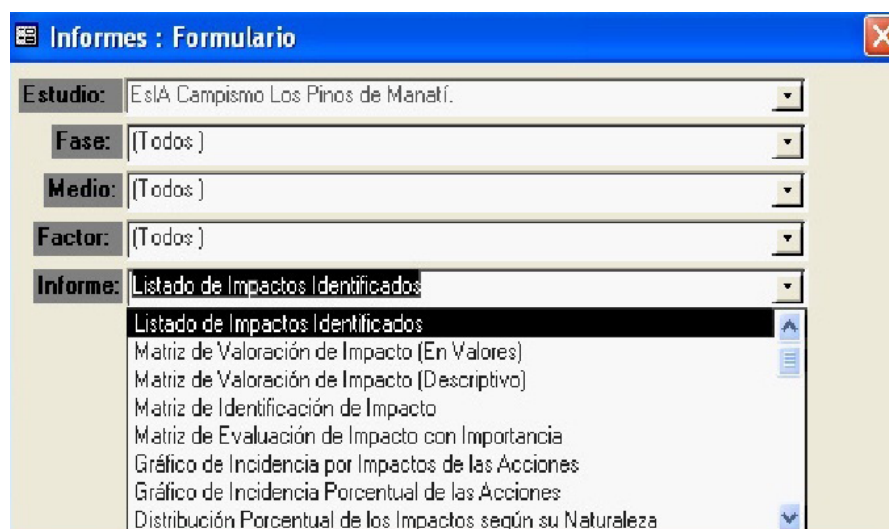 Informes : Formulario
Estudio: EsIA Campismo Los Pinos de Manatí.
Fase: (Todos )
Medio: (Todos )
Factor: (Todos )
Informe: Listado de Impactos Identificados
Listado de Impactos Identificados
Matriz de Valoración de Impacto (En Valores)
Matriz de Valoración de Impacto (Descriptivo)
Matriz de Identificación de Impacto
Matriz de Evaluación de Impacto con Importancia
Gráfico de Incidencia por Impactos de las Acciones
Gráfico de Incidencia Porcentual de las Acciones
Distribución Porcentual de los Impactos según su Naturaleza